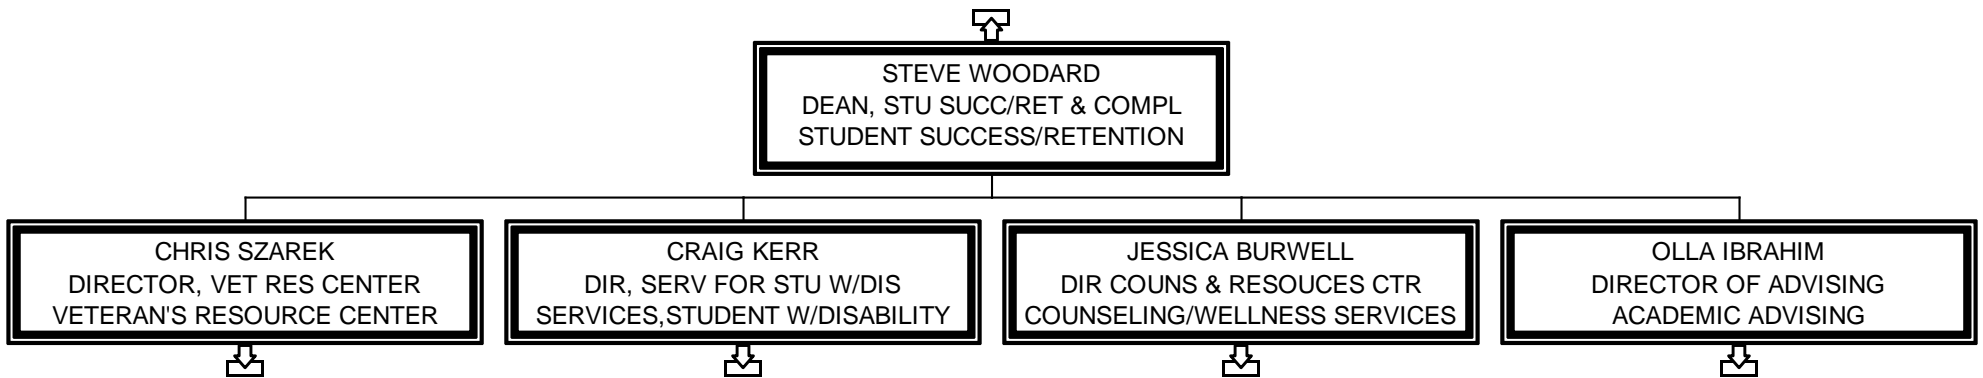 STEVE WOODARD
DEAN, STU SUCC/RET & COMPL
STUDENT SUCCESS/RETENTION
CHRIS SZAREK
DIRECTOR, VET RES CENTER
VETERAN'S RESOURCE CENTER
CRAIG KERR
DIR, SERV FOR STU W/DIS
SERVICES,STUDENT W/DISABILITY
JESSICA BURWELL
DIR COUNS & RESOUCES CTR
COUNSELING/WELLNESS SERVICES
OLLA IBRAHIM
DIRECTOR OF ADVISING
ACADEMIC ADVISING